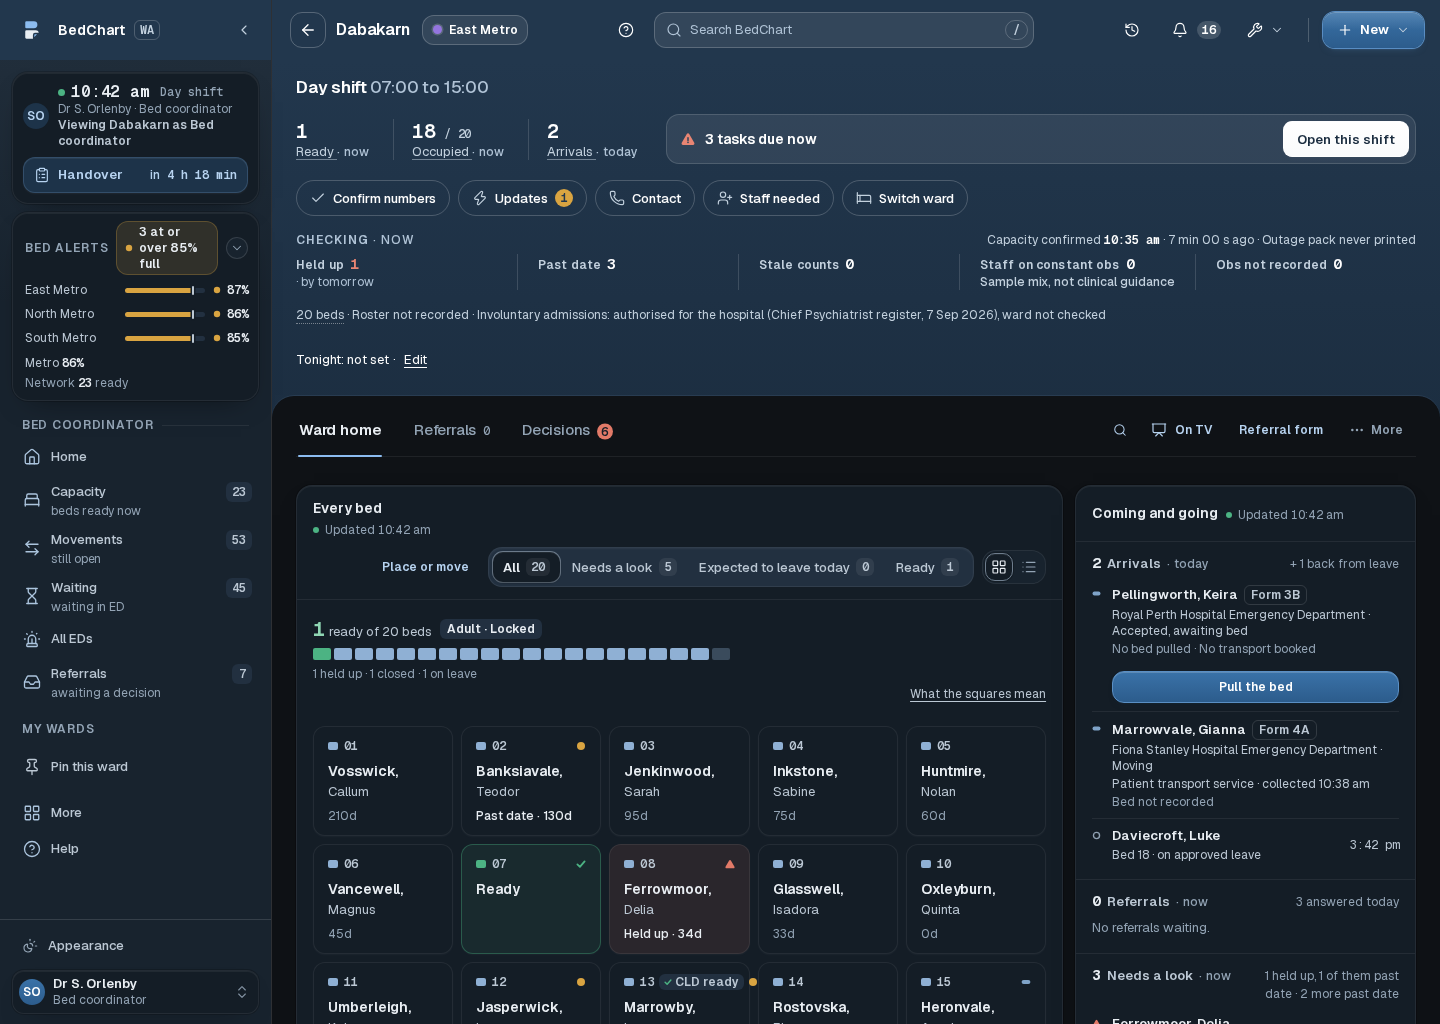 BedChart WA
10:42 am Day shift
SO
Dr S. Orlenby · Bed coordinator
Viewing Dabakarn as Bed
coordinator
Handover in 4 h 18 min
BED ALERTS
3 at or
over 85%
full
East Metro 87%
North Metro 86%
South Metro 85%
Metro 86%
Network 23 ready
BED COORDINATOR
Home
Capacity 23
beds ready now
Movements 53
still open
Waiting 45
waiting in ED
All EDs
Referrals 7
awaiting a decision
MY WARDS
Pin this ward
More
Help
Appearance
SO
Dr S. Orlenby
Bed coordinator
Dabakarn East Metro
Search BedChart /
16
New
Day shift 07:00 to 15:00
1
Ready · now
18 / 20
Occupied · now
2
Arrivals · today
3 tasks due now
Open this shift
Confirm numbers
Updates 1
Contact
Staff needed
Switch ward
CHECKING · NOW
Capacity confirmed 10:35 am · 7 min 00 s ago · Outage pack never printed
Held up 1
· by tomorrow
Past date 3
Stale counts 0
Staff on constant obs 0
Sample mix, not clinical guidance
Obs not recorded 0
20 beds · Roster not recorded · Involuntary admissions: authorised for the hospital (Chief Psychiatrist register, 7 Sep 2026), ward not checked
Tonight: not set · Edit
Ward home
Referrals 0
Decisions 6
On TV
Referral form
More
Every bed
Updated 10:42 am
Place or move
All 20
Needs a look 5
Expected to leave today 0
Ready 1
1 ready of 20 beds Adult · Locked
1 held up · 1 closed · 1 on leave
What the squares mean
01
Vosswick,
Callum
210d
02
Banksiavale,
Teodor
Past date · 130d
03
Jenkinwood,
Sarah
95d
04
Inkstone,
Sabine
75d
05
Huntmire,
Nolan
60d
06
Vancewell,
Magnus
45d
07
Ready
08
Ferrowmoor,
Delia
Held up · 34d
09
Glasswell,
Isadora
33d
10
Oxleyburn,
Quinta
0d
11
Umberleigh,
12
Jasperwick,
13 CLD ready
Marrowby,
14
Rostovska,
15
Heronvale,
Coming and going Updated 10:42 am
2 Arrivals · today + 1 back from leave
Pellingworth, Keira Form 3B
Royal Perth Hospital Emergency Department ·
Accepted, awaiting bed
No bed pulled · No transport booked
Pull the bed
Marrowvale, Gianna Form 4A
Fiona Stanley Hospital Emergency Department ·
Moving
Patient transport service · collected 10:38 am
Bed not recorded
Daviecroft, Luke
Bed 18 · on approved leave
3:42 pm
0 Referrals · now 3 answered today
No referrals waiting.
3 Needs a look · now
1 held up, 1 of them past
date · 2 more past date
Ferrowmoor, Delia